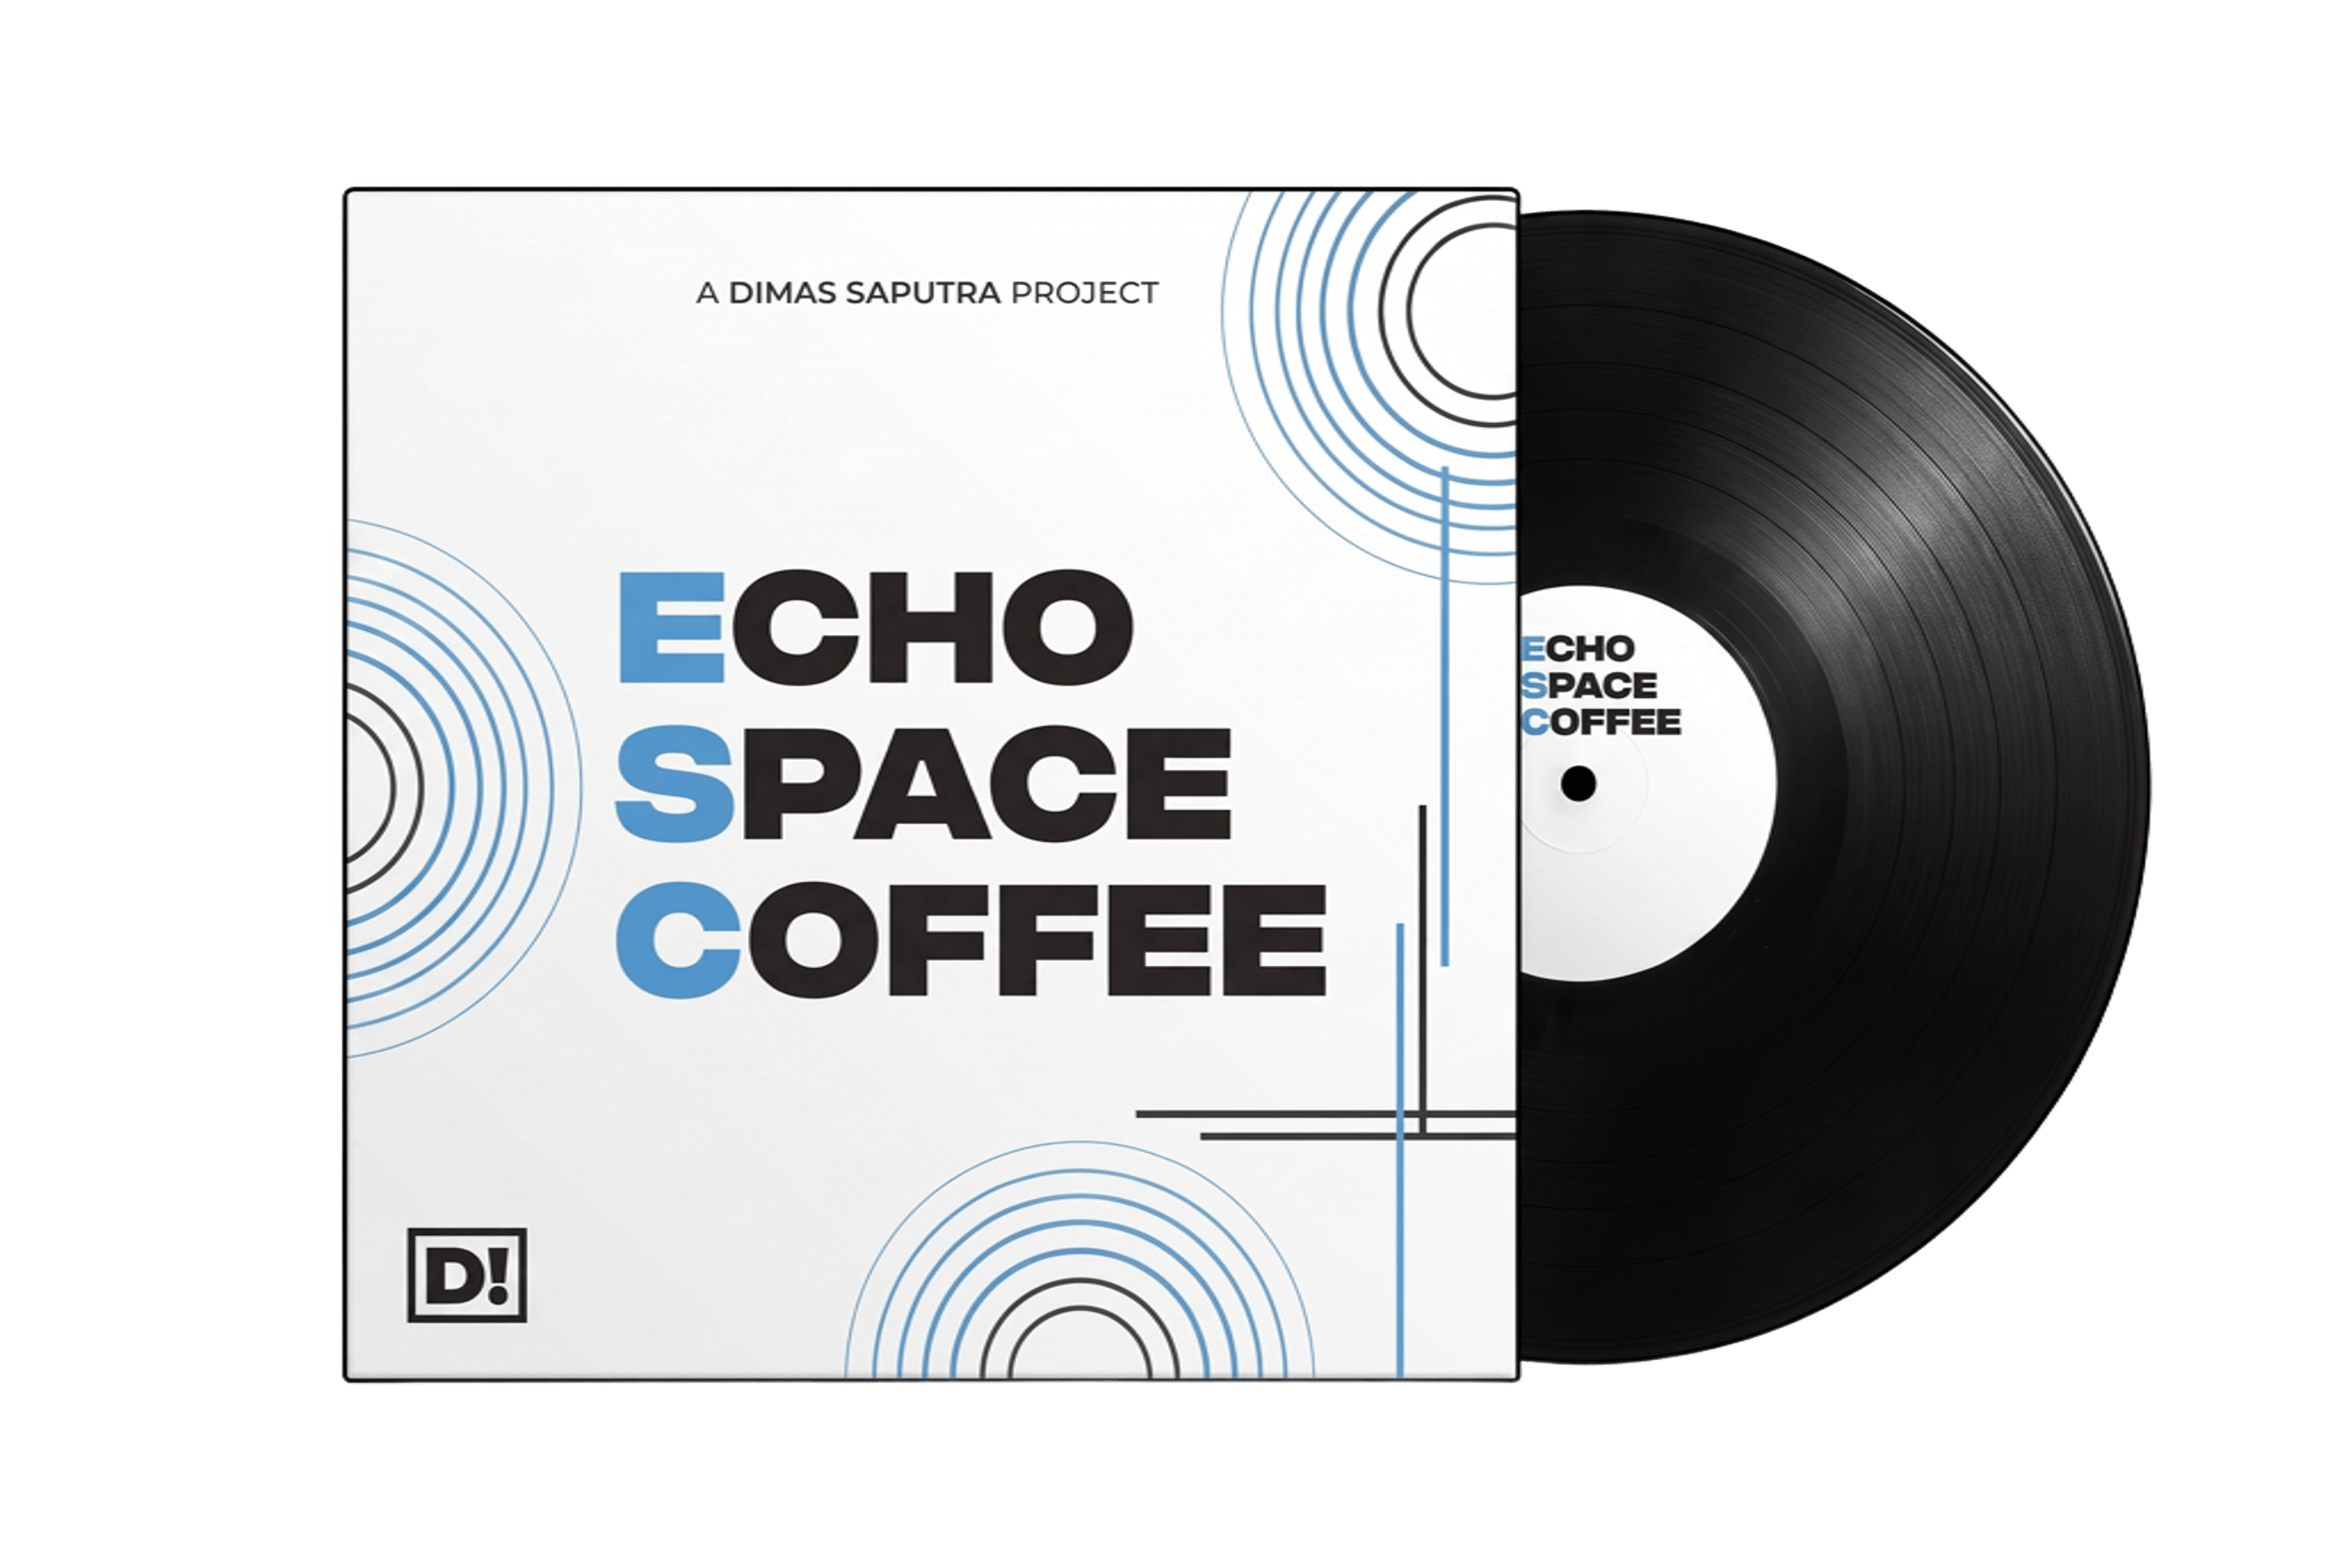 A DIMAS SAPUTRA PROJECT
ECHO
SPACE
COFFEE
D!
ECHO
SPACE
COFFEE